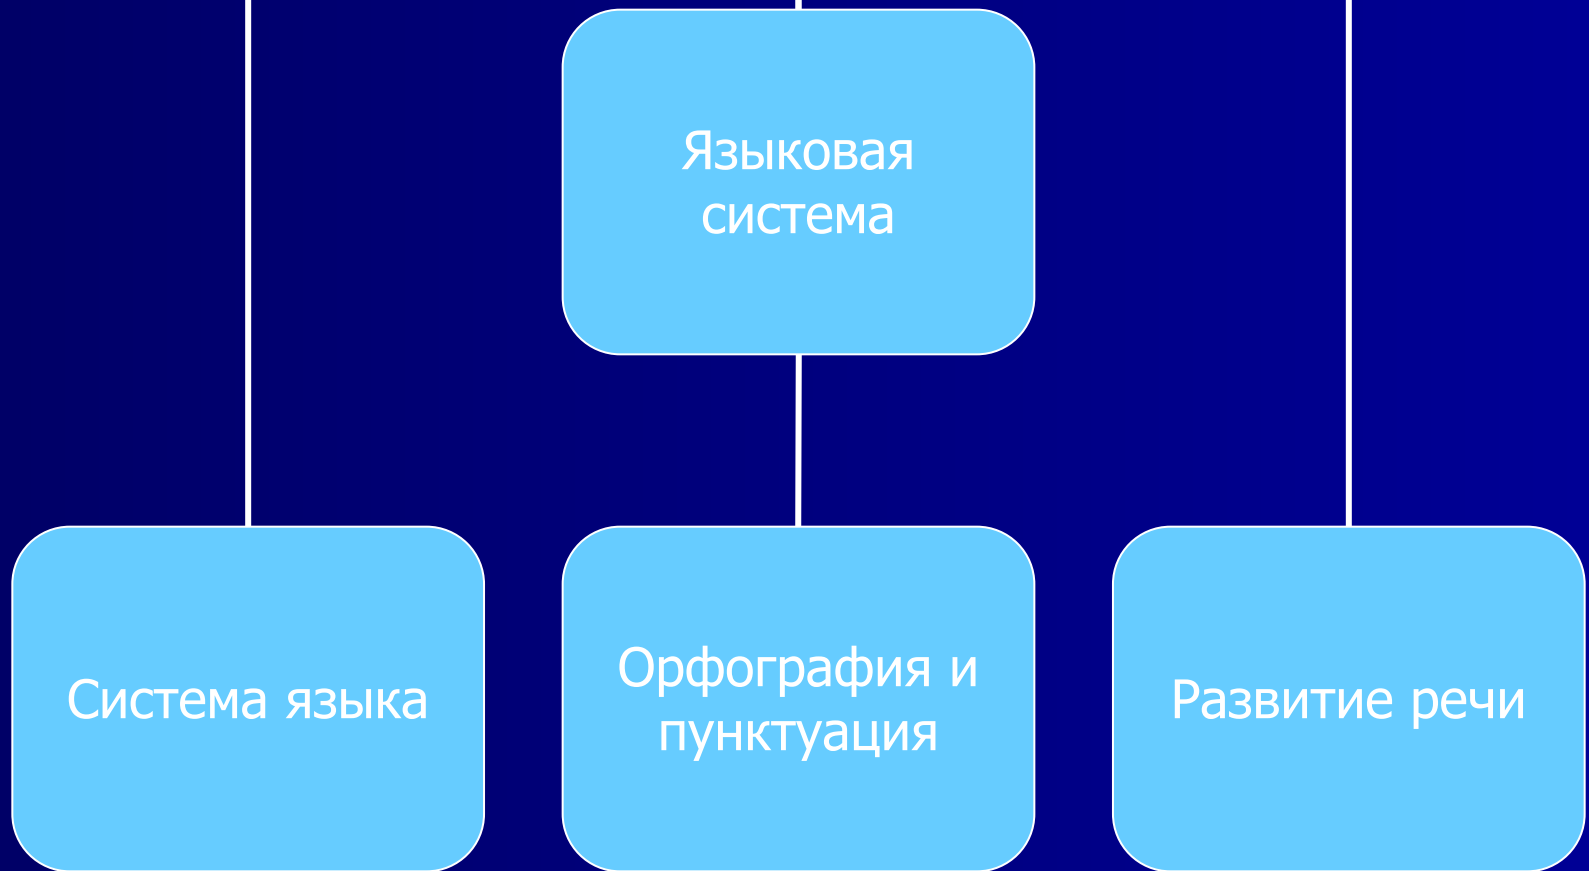 Языковая
система
Система языка
Орфография и
пунктуация
Развитие речи